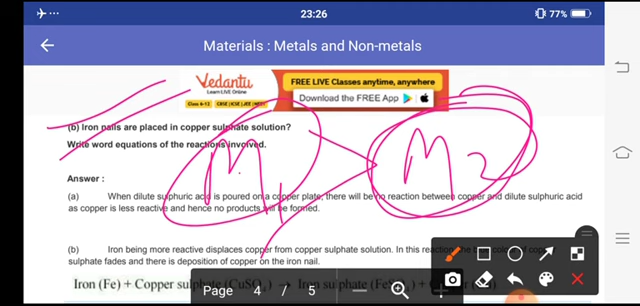 23:26
77%
Materials : Metals and Non-metals
Vedantu
Learn LIVE Online
FREE LIVE Classes anytime, anywhere
Download the FREE App
(b) Iron nails are placed in copper sulphate solution?
Write word equations of the reactions involved.
M1 > M2
Answer :
(a) When dilute sulphuric acid is poured on a copper plate, there will be no reaction between copper and dilute sulphuric acid
as copper is less reactive and hence no products will be formed.
(b) Iron being more reactive displaces copper from copper sulphate solution. In this reaction, the blue
sulphate fades and there is deposition of copper on the iron nail.
Iron (Fe) + Copper sulphate (CuSO₄) → Iron sulphate (FeSO₄) +
Page 4 / 5